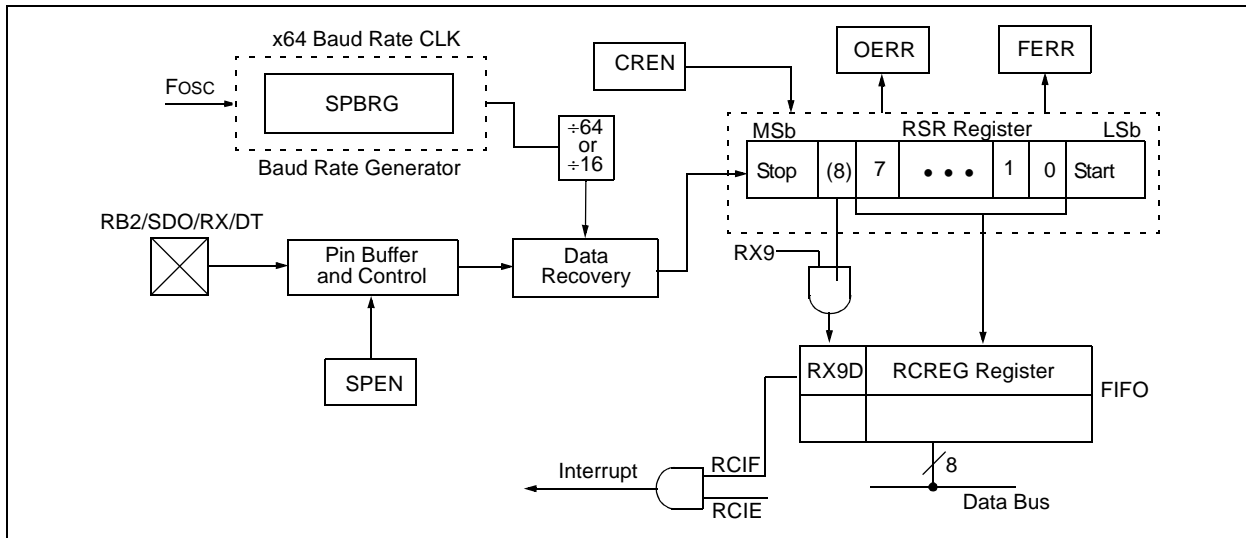 x64 Baud Rate CLK
FOSC
SPBRG
Baud Rate Generator
÷64
or
÷16
CREN
OERR
FERR
MSb
RSR Register
LSb
Stop
(8)
7
• • •
1
0
Start
RB2/SDO/RX/DT
Pin Buffer
and Control
Data
Recovery
SPEN
RX9
RX9D
RCREG Register
FIFO
8
Data Bus
Interrupt
RCIF
RCIE